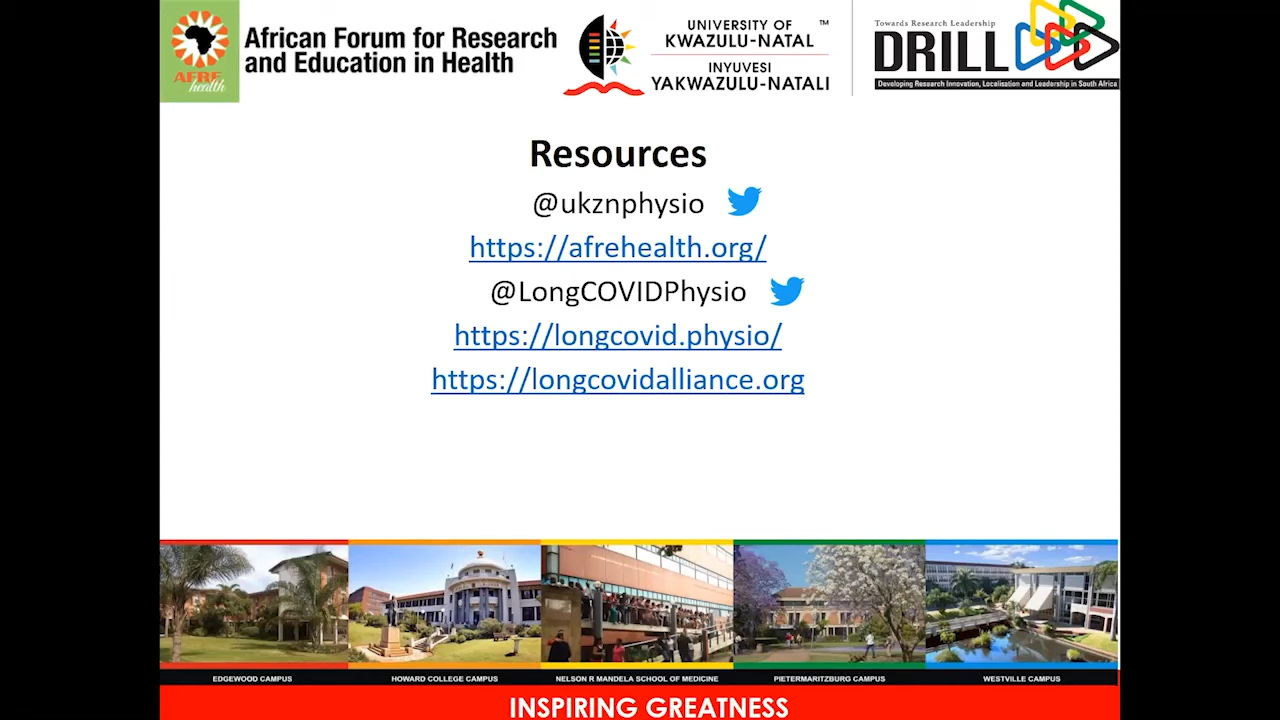 AFRE
health
African Forum for Research
and Education in Health
UNIVERSITY OF ™
KWAZULU-NATAL
INYUVESI
YAKWAZULU-NATALI
Towards Research Leadership
DRILL
Developing Research Innovation, Localisation and Leadership in South Africa
Resources
@ukznphysio
https://afrehealth.org/
@LongCOVIDPhysio
https://longcovid.physio/
https://longcovidalliance.org
EDGEWOOD CAMPUS
HOWARD COLLEGE CAMPUS
NELSON R MANDELA SCHOOL OF MEDICINE
PIETERMARITZBURG CAMPUS
WESTVILLE CAMPUS
INSPIRING GREATNESS